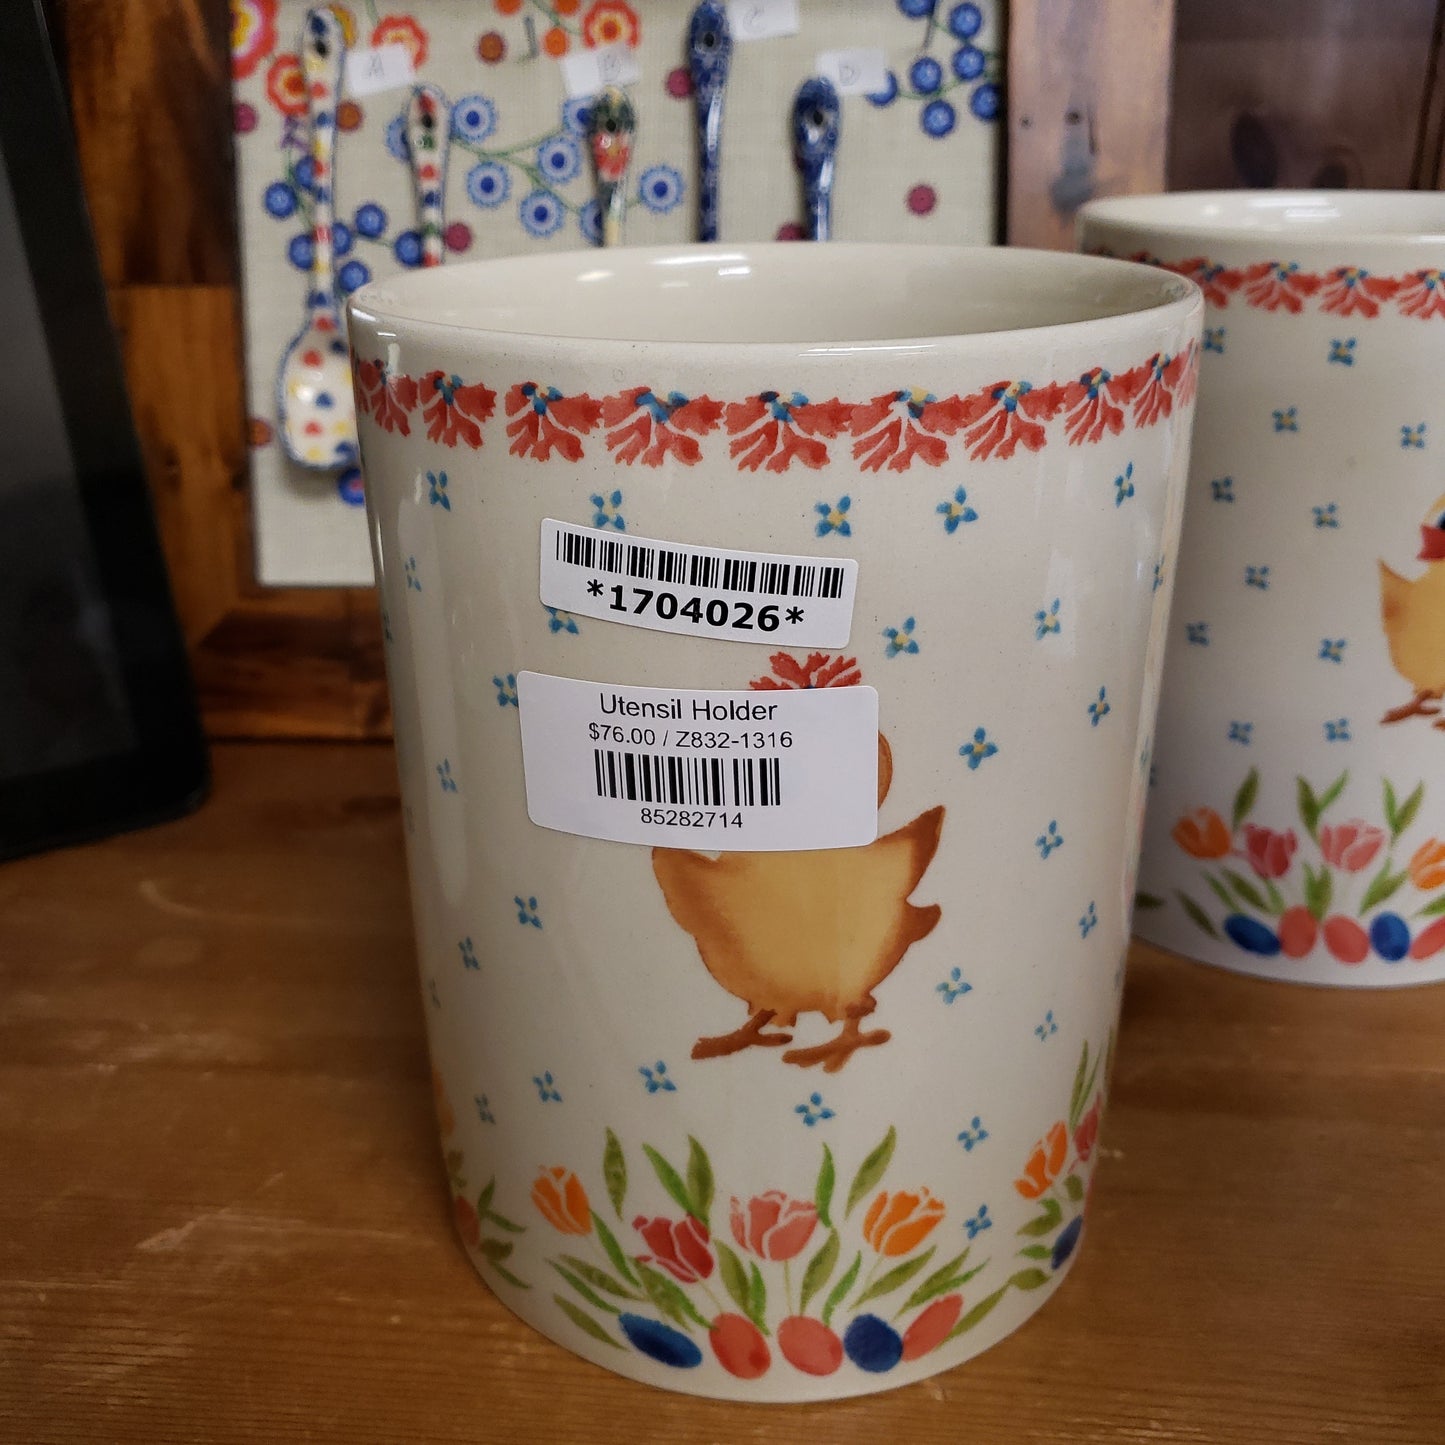 A
B
C
D
*1704026*
Utensil Holder
$76.00 / Z832-1316
85282714